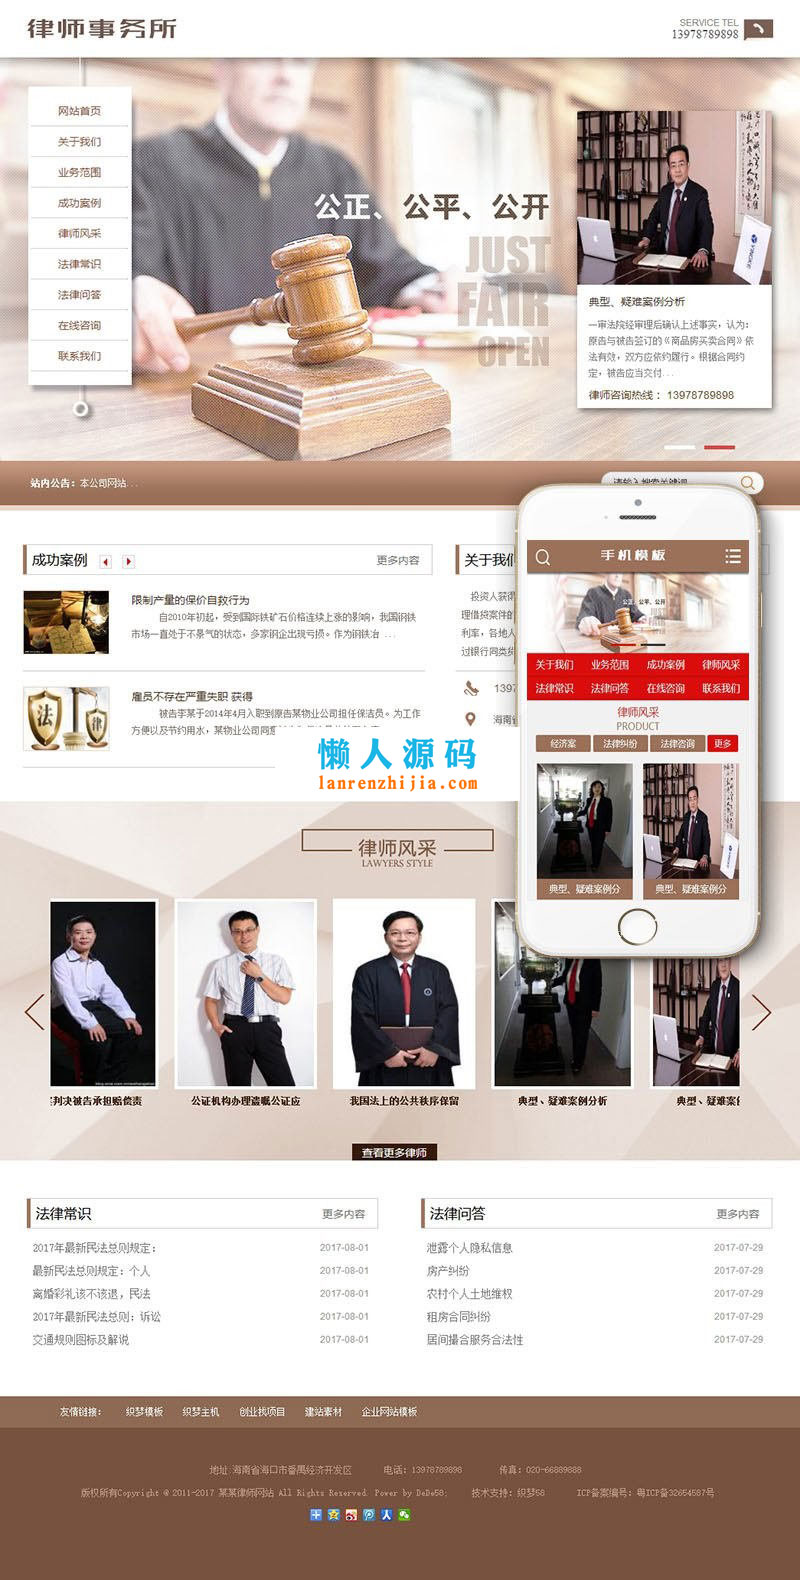 律师事务所
SERVICE TEL
13978789898
网站首页
关于我们
业务范围
成功案例
律师风采
法律常识
法律问答
在线咨询
联系我们
公正、公平、公开
JUST
FAIR
OPEN
典型、疑难案例分析
一审法院经审理后确认上述事实，认为：
原告与被告签订的《商品房买卖合同》依
法有效，双方应依约履行。根据合同约
定，被告应当交付...
律师咨询热线： 13978789898
站内公告：本公司网站...
请输入搜索关键词
成功案例
更多内容
限制产量的保价自救行为
自2010年初起，受到国际铁矿石价格连续上涨的影响，我国钢铁
市场一直处于不景气的状态，多家钢企出现亏损。作为钢铁冶 ...
雇员不存在严重失职 获得
被告李某于2014年4月入职到原告某物业公司担任保洁员。为工作
方便以及节约用水，某物业公司同意
关于我们
投资人获得
理借贷案件的
利率，各地人
过银行同类贷
1397
海南省
手机模板
公正、公平、公开
关于我们 业务范围 成功案例 律师风采
法律常识 法律问答 在线咨询 联系我们
律师风采
PRODUCT
经济案 法律纠纷 法律咨询 更多
典型、疑难案例分 典型、疑难案例分
懒人源码
lanrenzhijia.com
律师风采
LAWYERS STYLE
判决被告承担赔偿责
公证机构办理遗嘱公证应
我国法上的公共秩序保留
典型、疑难案例分析
典型、疑难案例
查看更多律师
法律常识 更多内容
2017年最新民法总则规定： 2017-08-01
最新民法总则规定：个人 2017-08-01
离婚彩礼该不该退，民法 2017-08-01
2017年最新民法总则：诉讼 2017-08-01
交通规则图标及解说 2017-08-01
法律问答 更多内容
泄露个人隐私信息 2017-07-29
房产纠纷 2017-07-29
农村个人土地维权 2017-07-29
租房合同纠纷 2017-07-29
居间撮合服务合法性 2017-07-29
友情链接： 织梦模板 织梦主机 创业找项目 建站素材 企业网站模板
地址：海南省海口市番禺经济开发区 电话：13978789898 传真：020-66889888
版权所有Copyright @ 2011-2017 某某律师网站 All Rights Reserved. Power by DeDe58; 技术支持：织梦58 ICP备案编号：粤ICP备32654587号